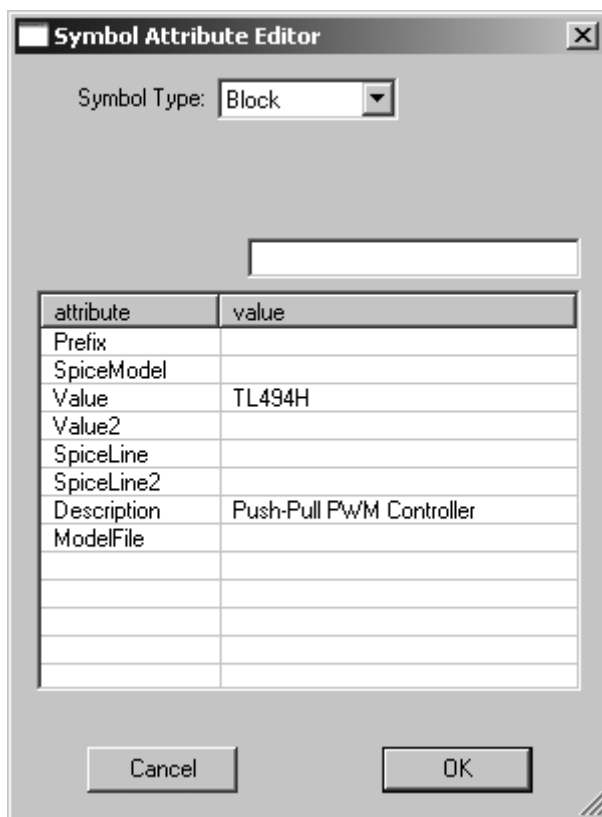 Symbol Attribute Editor
Symbol Type: Block
attribute value
Prefix
SpiceModel
Value TL494H
Value2
SpiceLine
SpiceLine2
Description Push-Pull PWM Controller
ModelFile
Cancel OK